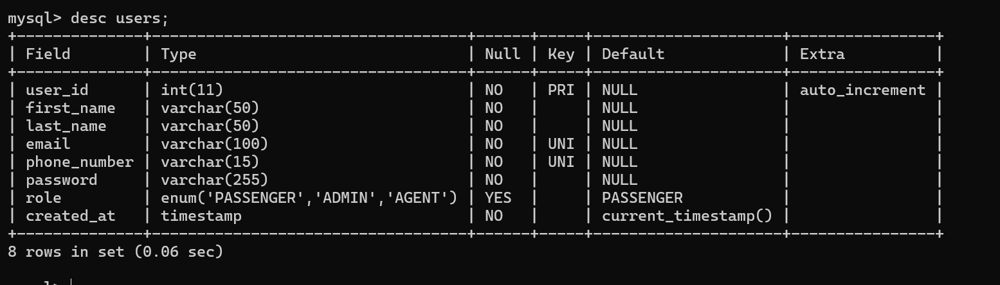 mysql> desc users;
+--------------+-----------------------------------+------+-----+---------------------+----------------+
| Field        | Type                              | Null | Key | Default             | Extra          |
+--------------+-----------------------------------+------+-----+---------------------+----------------+
| user_id      | int(11)                           | NO   | PRI | NULL                | auto_increment |
| first_name   | varchar(50)                       | NO   |     | NULL                |                |
| last_name    | varchar(50)                       | NO   |     | NULL                |                |
| email        | varchar(100)                      | NO   | UNI | NULL                |                |
| phone_number | varchar(15)                       | NO   | UNI | NULL                |                |
| password     | varchar(255)                      | NO   |     | NULL                |                |
| role         | enum('PASSENGER','ADMIN','AGENT') | YES  |     | PASSENGER           |                |
| created_at   | timestamp                         | NO   |     | current_timestamp() |                |
+--------------+-----------------------------------+------+-----+---------------------+----------------+
8 rows in set (0.06 sec)